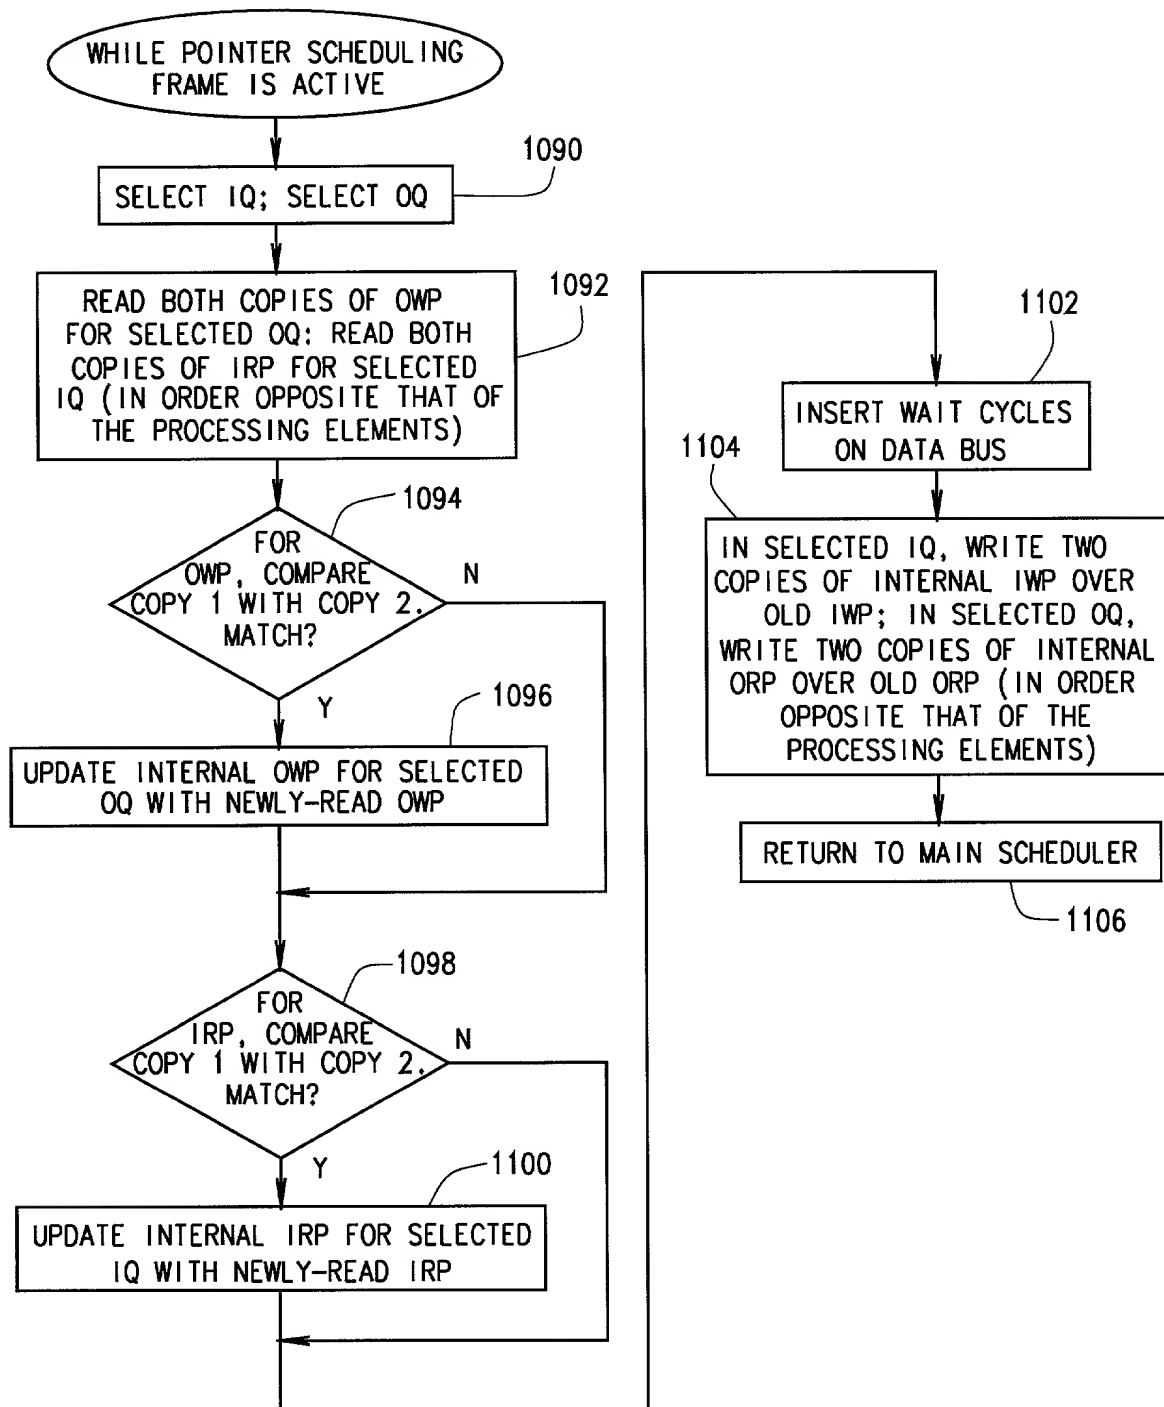 WHILE POINTER SCHEDULING
FRAME IS ACTIVE
1090
SELECT IQ; SELECT OQ
1092
READ BOTH COPIES OF OWP
FOR SELECTED OQ: READ BOTH
COPIES OF IRP FOR SELECTED
IQ (IN ORDER OPPOSITE THAT OF
THE PROCESSING ELEMENTS)
1094
FOR
OWP, COMPARE
COPY 1 WITH COPY 2.
MATCH?
N
Y
1096
UPDATE INTERNAL OWP FOR SELECTED
OQ WITH NEWLY-READ OWP
1098
FOR
IRP, COMPARE
COPY 1 WITH COPY 2.
MATCH?
N
Y
1100
UPDATE INTERNAL IRP FOR SELECTED
IQ WITH NEWLY-READ IRP
1102
INSERT WAIT CYCLES
ON DATA BUS
1104
IN SELECTED IQ, WRITE TWO
COPIES OF INTERNAL IWP OVER
OLD IWP; IN SELECTED OQ,
WRITE TWO COPIES OF INTERNAL
ORP OVER OLD ORP (IN ORDER
OPPOSITE THAT OF THE
PROCESSING ELEMENTS)
RETURN TO MAIN SCHEDULER
1106